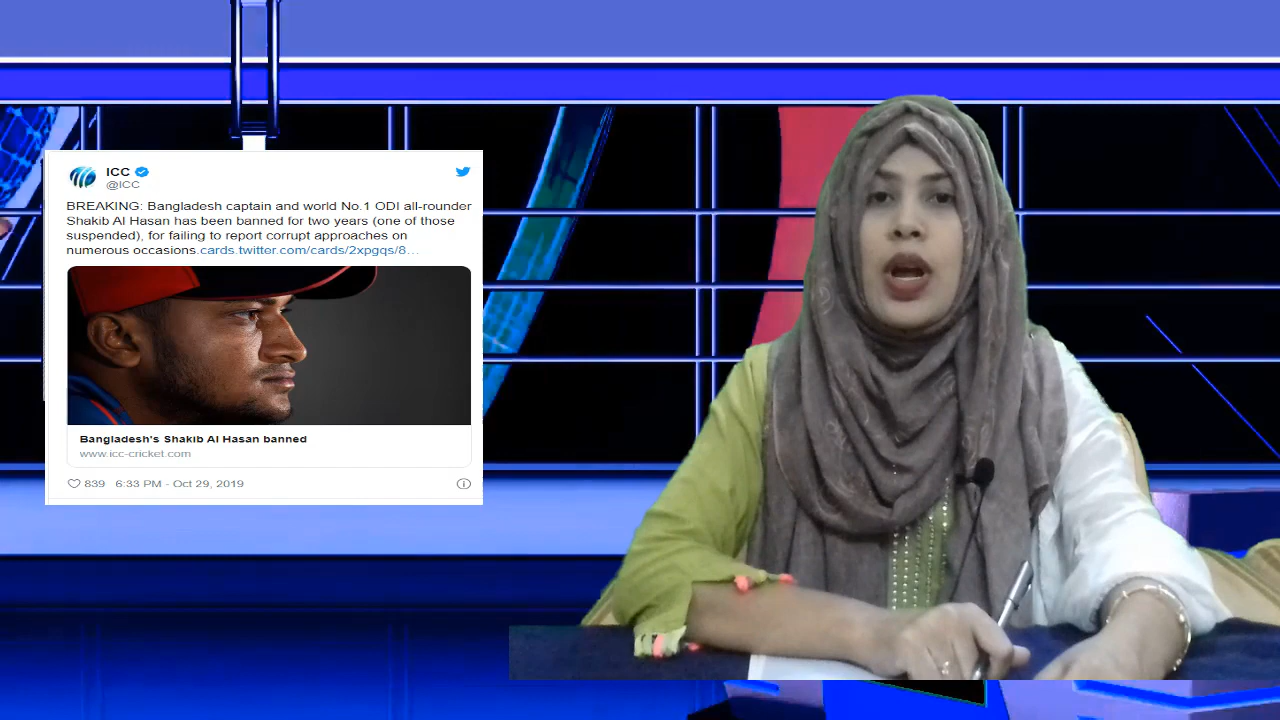 ICC
@ICC
BREAKING: Bangladesh captain and world No.1 ODI all-rounder
Shakib Al Hasan has been banned for two years (one of those
suspended), for failing to report corrupt approaches on
numerous occasions.cards.twitter.com/cards/2xpgqs/8…
Bangladesh's Shakib Al Hasan banned
www.icc-cricket.com
839 6:33 PM - Oct 29, 2019